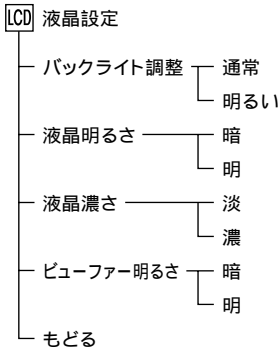 LCD 液晶設定
バックライト調整 通常
明るい
液晶明るさ 暗
明
液晶濃さ 淡
濃
ビューファー明るさ 暗
明
もどる